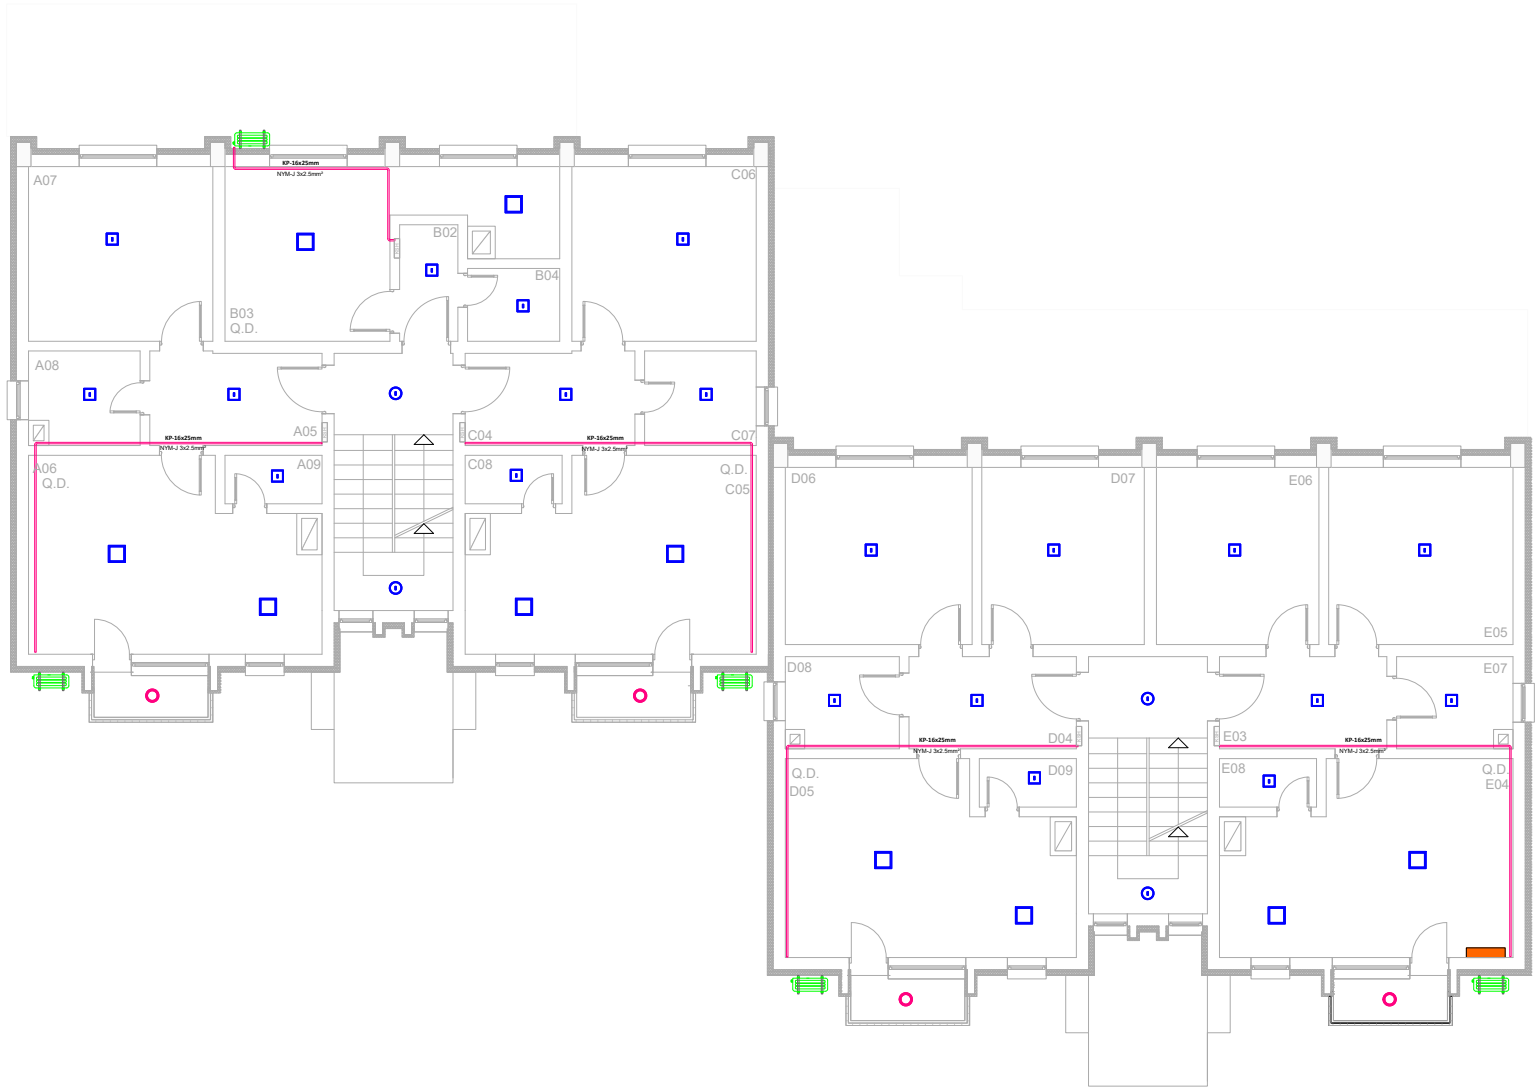 KP-16x25mm
NYM-J 3x2.5mm²
A07
C06
B02
B04
B03
Q.D.
A08
A05
C04
C07
KP-16x25mm
NYM-J 3x2.5mm²
KP-16x25mm
NYM-J 3x2.5mm²
A06
Q.D.
A09
C08
Q.D.
C05
D06
D07
E06
E05
D08
E07
D04
E03
KP-16x25mm
NYM-J 3x2.5mm²
KP-16x25mm
NYM-J 3x2.5mm²
Q.D.
D05
D09
E08
Q.D.
E04